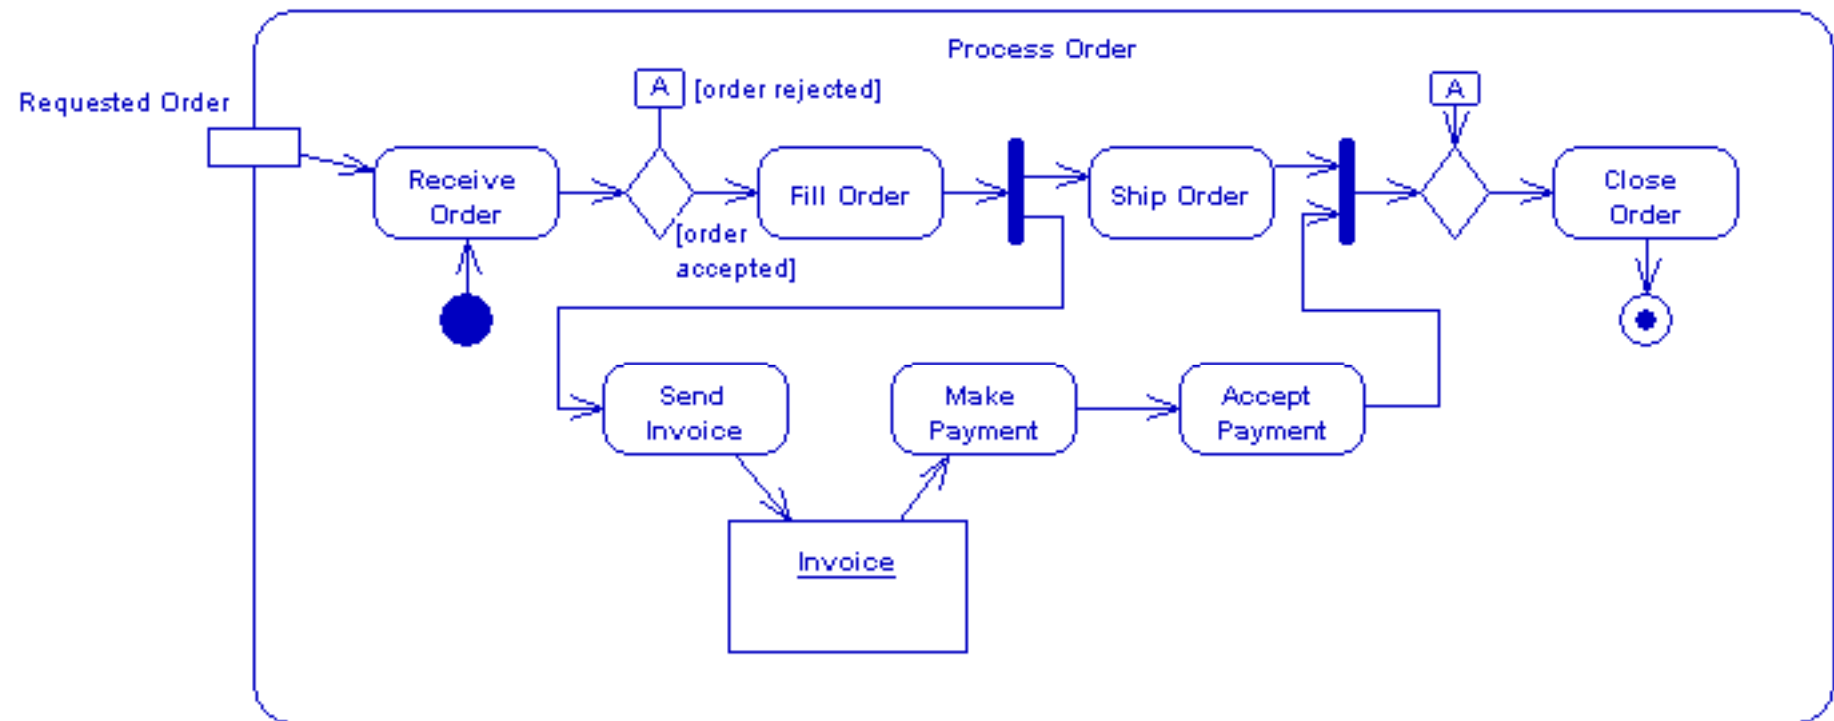 Process Order
Requested Order
A
[order rejected]
A
Receive
Order
Fill Order
Ship Order
Close
Order
[order
accepted]
Send
Invoice
Make
Payment
Accept
Payment
Invoice